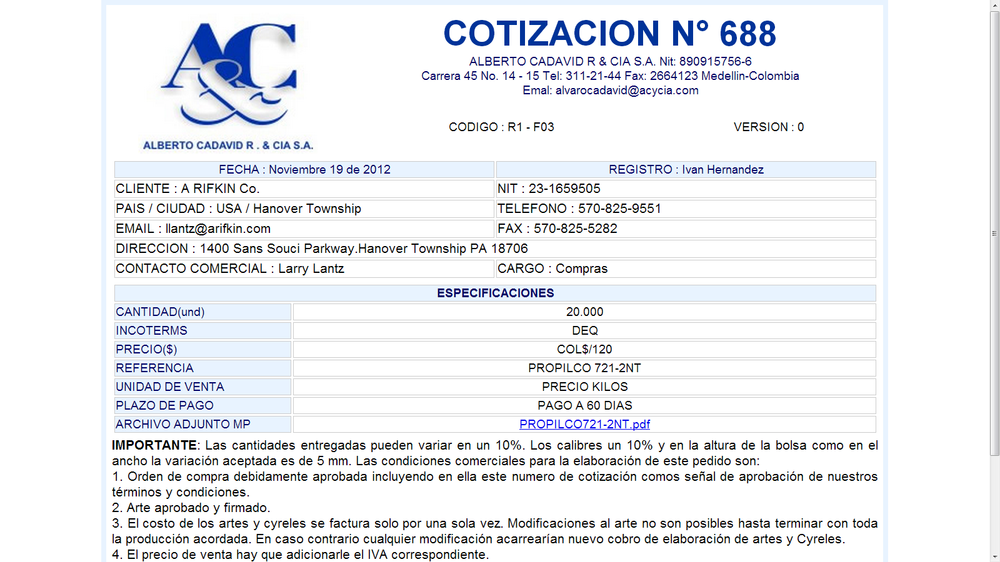 A&C
COTIZACION N° 688
ALBERTO CADAVID R & CIA S.A. Nit: 890915756-6
Carrera 45 No. 14 - 15 Tel: 311-21-44 Fax: 2664123 Medellin-Colombia
Emal: alvarocadavid@acycia.com
CODIGO : R1 - F03 VERSION : 0
ALBERTO CADAVID R . & CIA S.A.
FECHA : Noviembre 19 de 2012 REGISTRO : Ivan Hernandez
CLIENTE : A RIFKIN Co. NIT : 23-1659505
PAIS / CIUDAD : USA / Hanover Township TELEFONO : 570-825-9551
EMAIL : llantz@arifkin.com FAX : 570-825-5282
DIRECCION : 1400 Sans Souci Parkway.Hanover Township PA 18706
CONTACTO COMERCIAL : Larry Lantz CARGO : Compras
ESPECIFICACIONES
CANTIDAD(und) 20.000
INCOTERMS DEQ
PRECIO($) COL$/120
REFERENCIA PROPILCO 721-2NT
UNIDAD DE VENTA PRECIO KILOS
PLAZO DE PAGO PAGO A 60 DIAS
ARCHIVO ADJUNTO MP PROPILCO721-2NT.pdf
IMPORTANTE: Las cantidades entregadas pueden variar en un 10%. Los calibres un 10% y en la altura de la bolsa como en el
ancho la variación aceptada es de 5 mm. Las condiciones comerciales para la elaboración de este pedido son:
1. Orden de compra debidamente aprobada incluyendo en ella este numero de cotización comos señal de aprobación de nuestros
términos y condiciones.
2. Arte aprobado y firmado.
3. El costo de los artes y cyreles se factura solo por una sola vez. Modificaciones al arte no son posibles hasta terminar con toda
la producción acordada. En caso contrario cualquier modificación acarrearían nuevo cobro de elaboración de artes y Cyreles.
4. El precio de venta hay que adicionarle el IVA correspondiente.